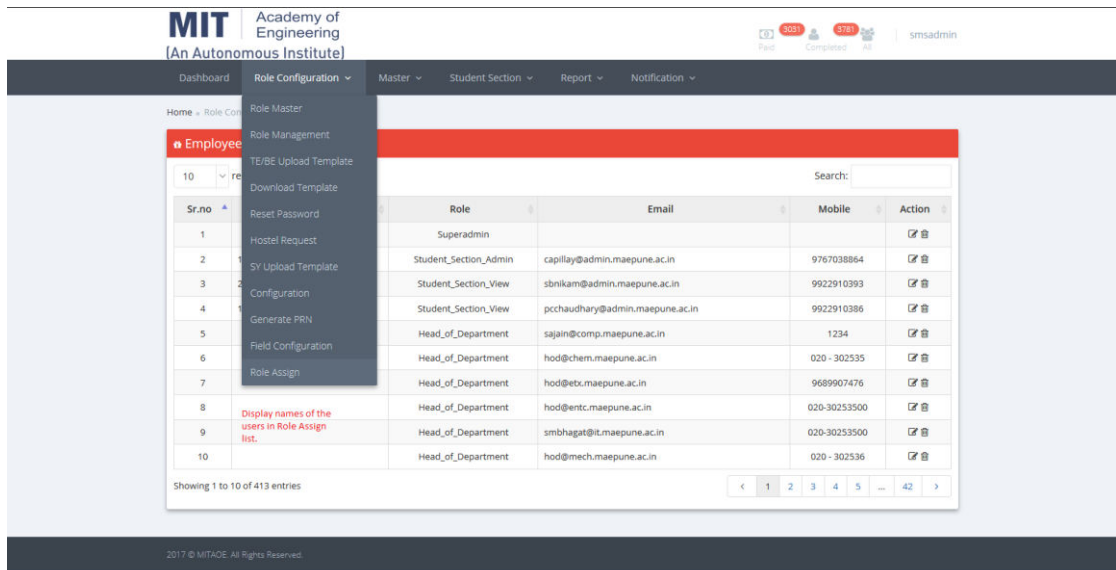 MIT
Academy of
Engineering
(An Autonomous Institute)
3051 3781 smsadmin
Paid Completed All
Dashboard Role Configuration Master Student Section Report Notification
Home » Role Con
Role Master
Role Management
TE/BE Upload Template
Download Template
Reset Password
Hostel Request
SY Upload Template
Configuration
Generate PRN
Field Configuration
Role Assign
Employee
10 re Search:
Sr.no Role Email Mobile Action
1 Superadmin
2 1 Student_Section_Admin capillay@admin.maepune.ac.in 9767038864
3 2 Student_Section_View sbnikam@admin.maepune.ac.in 9922910393
4 1 Student_Section_View pcchaudhary@admin.maepune.ac.in 9922910386
5 Head_of_Department sajain@comp.maepune.ac.in 1234
6 Head_of_Department hod@chem.maepune.ac.in 020 - 302535
7 Head_of_Department hod@etx.maepune.ac.in 9689907476
8 Head_of_Department hod@entc.maepune.ac.in 020-30253500
9 Head_of_Department smbhagat@it.maepune.ac.in 020-30253500
10 Head_of_Department hod@mech.maepune.ac.in 020 - 302536
Display names of the
users in Role Assign
list.
Showing 1 to 10 of 413 entries
‹ 1 2 3 4 5 ... 42 ›
2017 © MITAOE. All Rights Reserved.